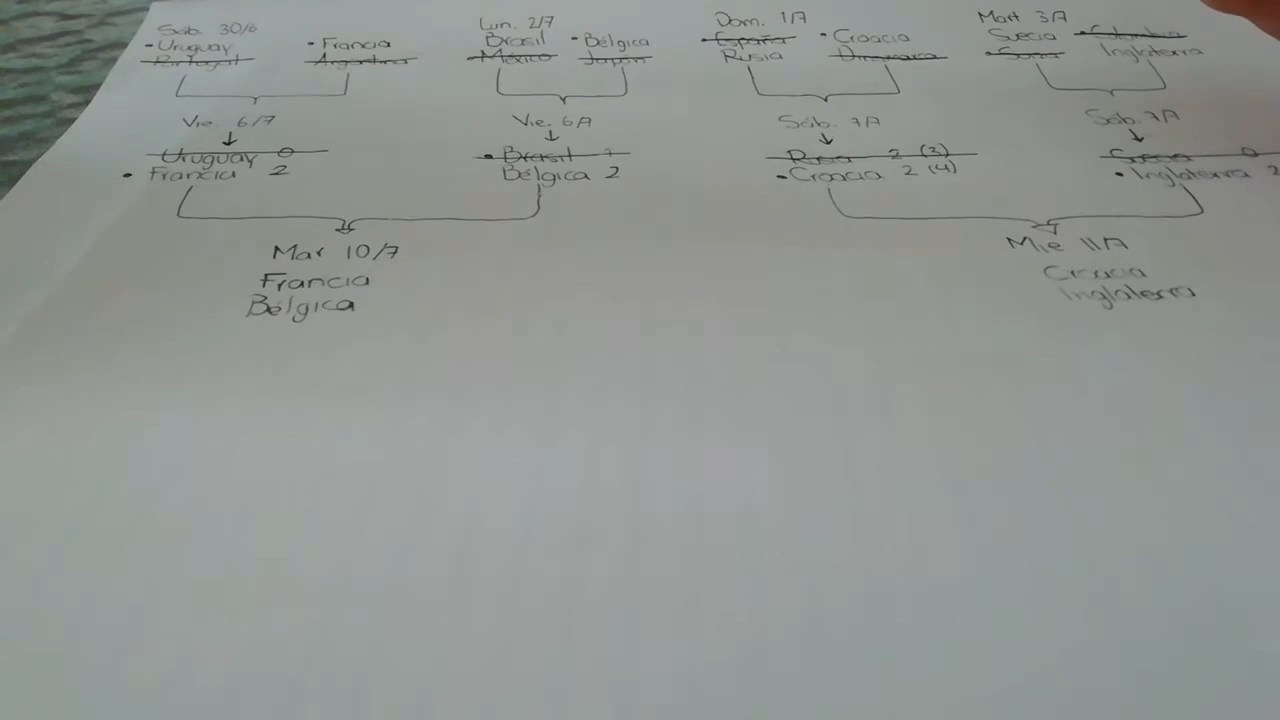 Sáb. 30/6
• Uruguay
Portugal
• Francia
Argentina
Lun. 2/7
Brasil
México
• Bélgica
Japón
Dom. 1/7
• España
Rusia
• Croacia
Dinamarca
Mart 3/7
Suecia
Suiza
• Colombia
Inglaterra
Vie. 6/7
Vie. 6/7
Sáb. 7/7
Sáb. 7/7
Uruguay 0
• Francia 2
• Brasil 1
Bélgica 2
Rusia 2 (3)
• Croacia 2 (4)
Suecia 0
• Inglaterra 2
Mar 10/7
Francia
Bélgica
Mie 11/7
Croacia
Inglaterra